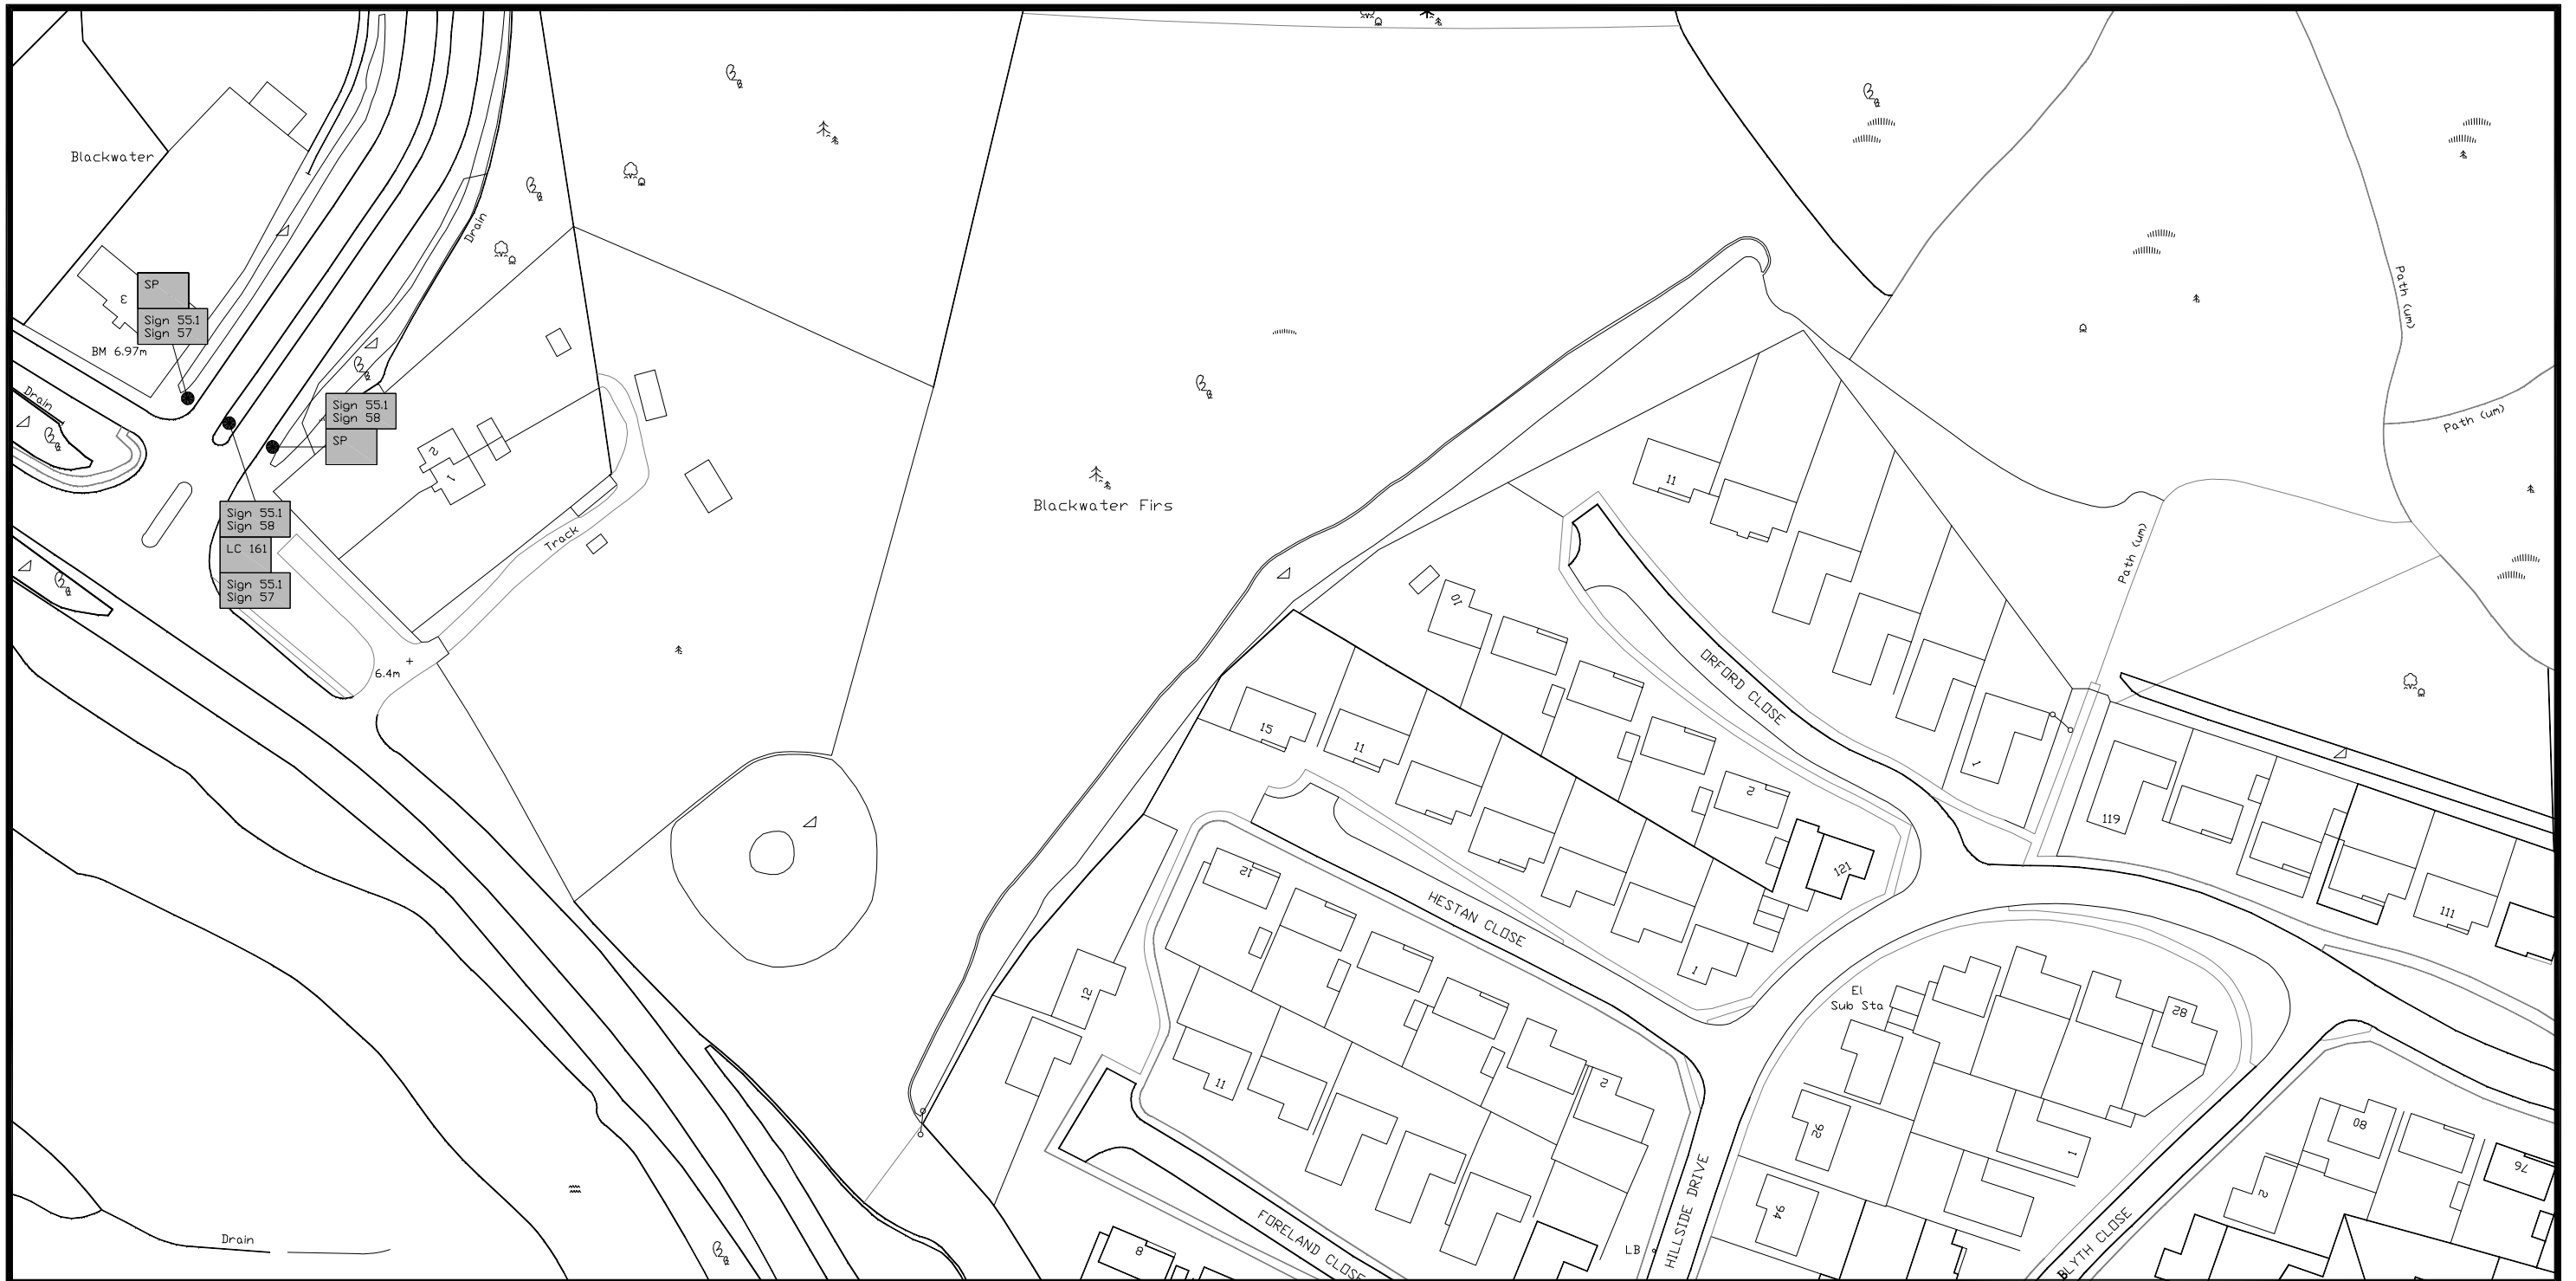 Blackwater
Drain
Path (um)
SP
Sign 55.1
Sign 57
3
BM 6.97m
Drain
Sign 55.1
Sign 58
SP
Path (um)
2
1
11
Blackwater Firs
Sign 55.1
Sign 58
LC 161
Sign 55.1
Sign 57
Track
Path (um)
10
6.4m
ORFORD CLOSE
15
11
1
2
119
121
12
HESTAN CLOSE
111
1
12
El
Sub Sta
28
11
2
92
1
80
76
2
94
HILLSIDE DRIVE
Drain
FORELAND CLOSE
8
LB
BLYTH CLOSE